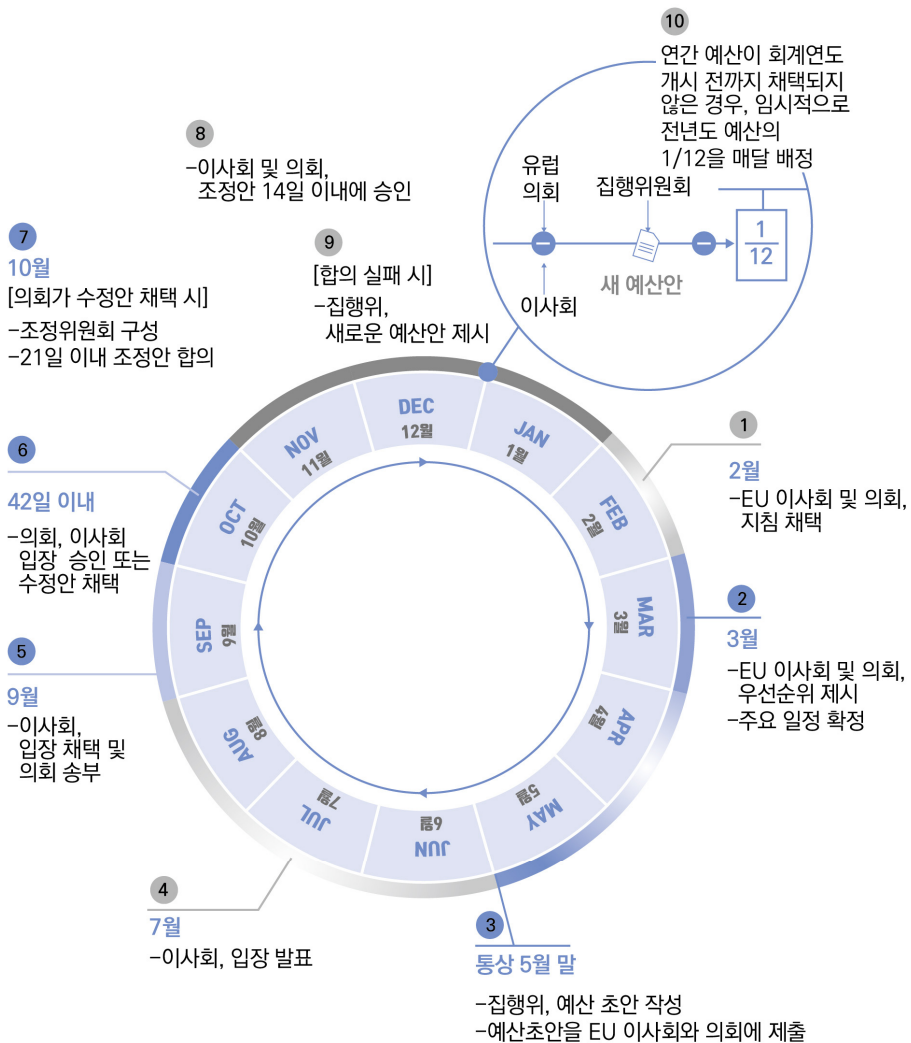 10
연간 예산이 회계연도
개시 전까지 채택되지
않은 경우, 임시적으로
전년도 예산의
1/12을 매달 배정
유럽
의회
집행위원회
1
12
새 예산안
이사회
8
-이사회 및 의회,
조정안 14일 이내에 승인
7
10월
[의회가 수정안 채택 시]
-조정위원회 구성
-21일 이내 조정안 합의
9
[합의 실패 시]
-집행위,
새로운 예산안 제시
DEC
12월
JAN
1월
FEB
2월
MAR
3월
APR
4월
MAY
5월
JUN
6월
JUL
7월
AUG
8월
SEP
9월
OCT
10월
NOV
11월
1
2월
-EU 이사회 및 의회,
지침 채택
2
3월
-EU 이사회 및 의회,
우선순위 제시
-주요 일정 확정
3
통상 5월 말
-집행위, 예산 초안 작성
-예산초안을 EU 이사회와 의회에 제출
4
7월
-이사회, 입장 발표
5
9월
-이사회,
입장 채택 및
의회 송부
6
42일 이내
-의회, 이사회
입장 승인 또는
수정안 채택